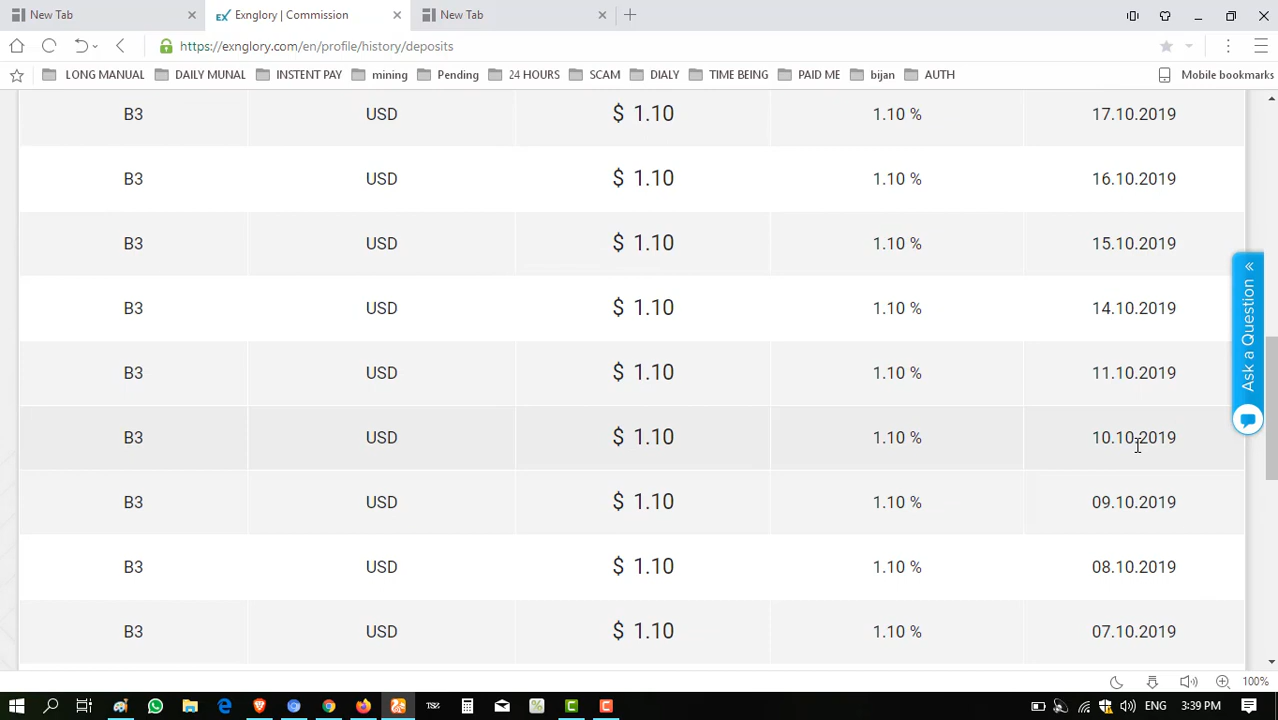 New Tab
Exnglory | Commission
New Tab
https://exnglory.com/en/profile/history/deposits
LONG MANUAL DAILY MUNAL INSTENT PAY mining Pending 24 HOURS SCAM DIALY TIME BEING PAID ME bijan AUTH Mobile bookmarks
B3 USD $ 1.10 1.10 % 17.10.2019
B3 USD $ 1.10 1.10 % 16.10.2019
B3 USD $ 1.10 1.10 % 15.10.2019
B3 USD $ 1.10 1.10 % 14.10.2019
B3 USD $ 1.10 1.10 % 11.10.2019
B3 USD $ 1.10 1.10 % 10.10.2019
B3 USD $ 1.10 1.10 % 09.10.2019
B3 USD $ 1.10 1.10 % 08.10.2019
B3 USD $ 1.10 1.10 % 07.10.2019
« Ask a Question
100%
ENG 3:39 PM